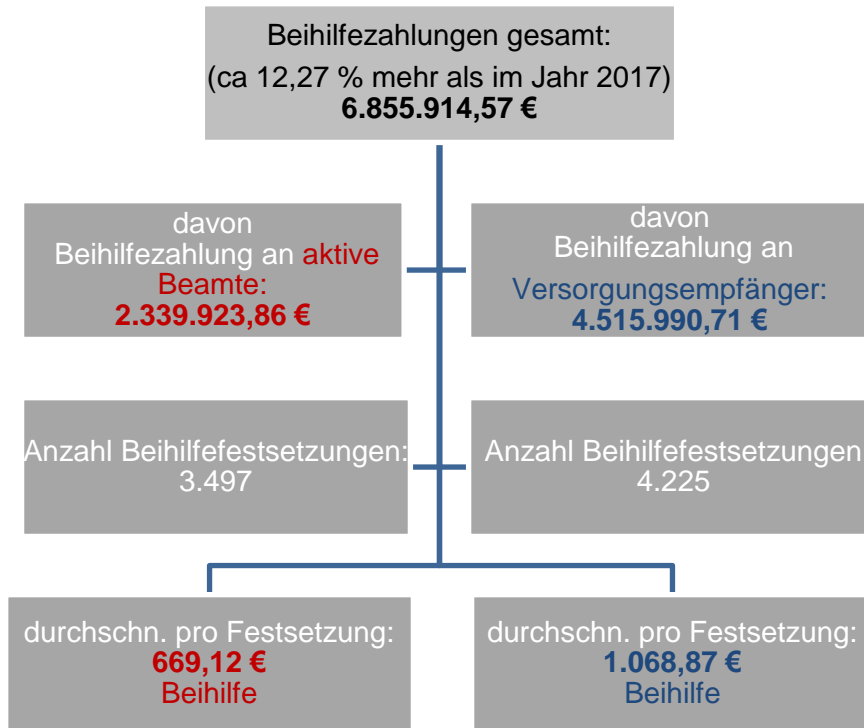 Beihilfezahlungen gesamt:
(ca 12,27 % mehr als im Jahr 2017)
6.855.914,57 €
davon
Beihilfezahlung an aktive
Beamte:
2.339.923,86 €
davon
Beihilfezahlung an
Versorgungsempfänger:
4.515.990,71 €
Anzahl Beihilfefestsetzungen:
3.497
Anzahl Beihilfefestsetzungen
4.225
durchschn. pro Festsetzung:
669,12 €
Beihilfe
durchschn. pro Festsetzung:
1.068,87 €
Beihilfe